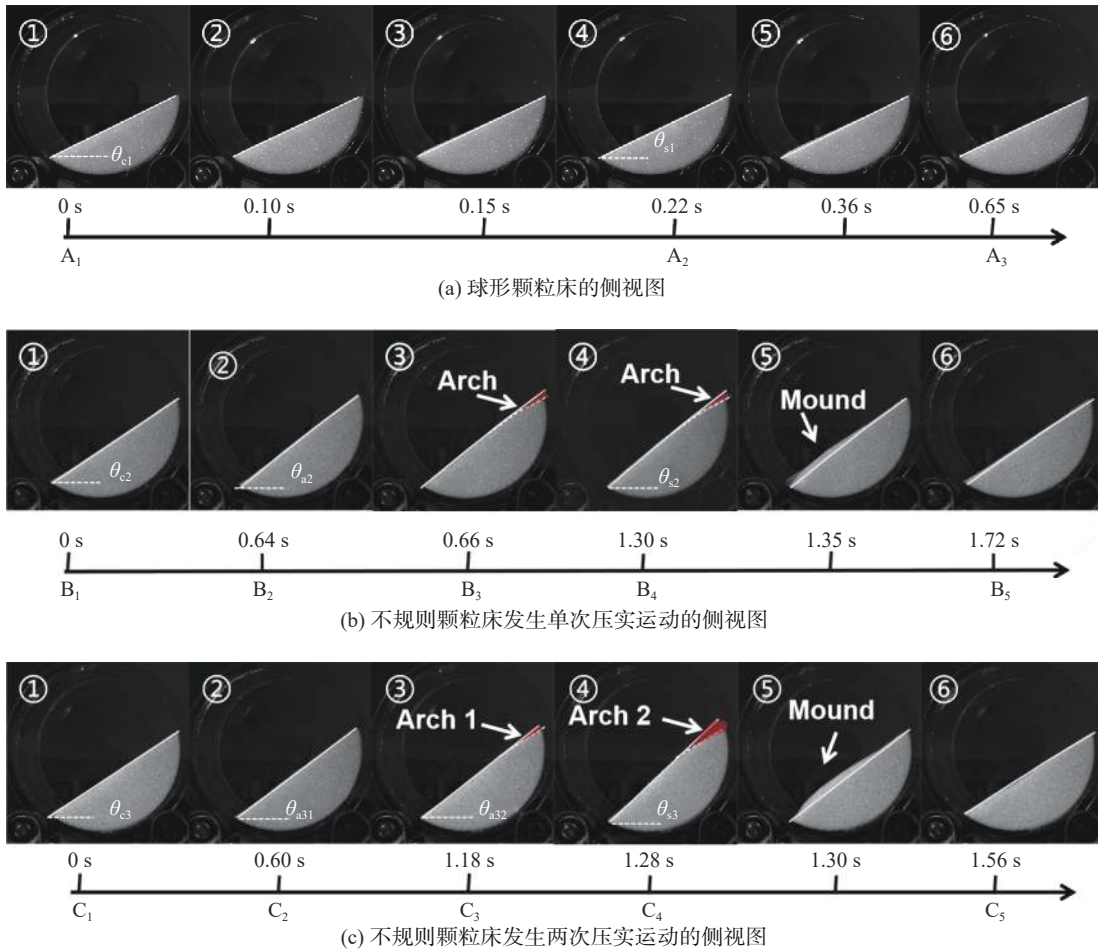 ① ② ③ ④ ⑤ ⑥
θc1 θs1
0 s 0.10 s 0.15 s 0.22 s 0.36 s 0.65 s
A1 A2 A3
(a) 球形颗粒床的侧视图
① ② ③ ④ ⑤ ⑥
Arch Arch Mound
θc2 θa2 θs2
0 s 0.64 s 0.66 s 1.30 s 1.35 s 1.72 s
B1 B2 B3 B4 B5
(b) 不规则颗粒床发生单次压实运动的侧视图
① ② ③ ④ ⑤ ⑥
Arch 1 Arch 2 Mound
θc3 θa31 θa32 θs3
0 s 0.60 s 1.18 s 1.28 s 1.30 s 1.56 s
C1 C2 C3 C4 C5
(c) 不规则颗粒床发生两次压实运动的侧视图